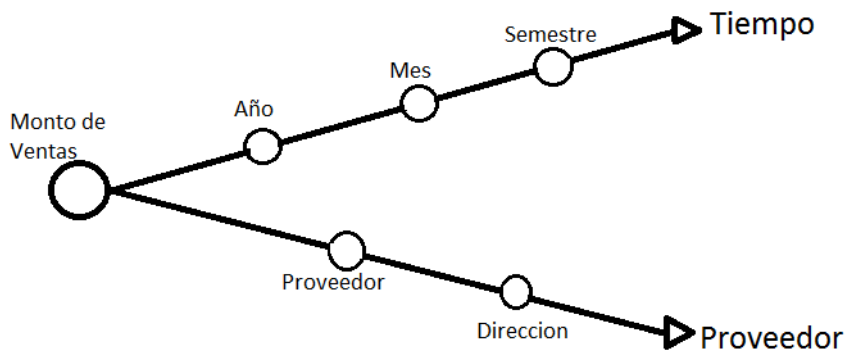 Tiempo
Semestre
Mes
Año
Monto de
Ventas
Proveedor
Direccion
Proveedor